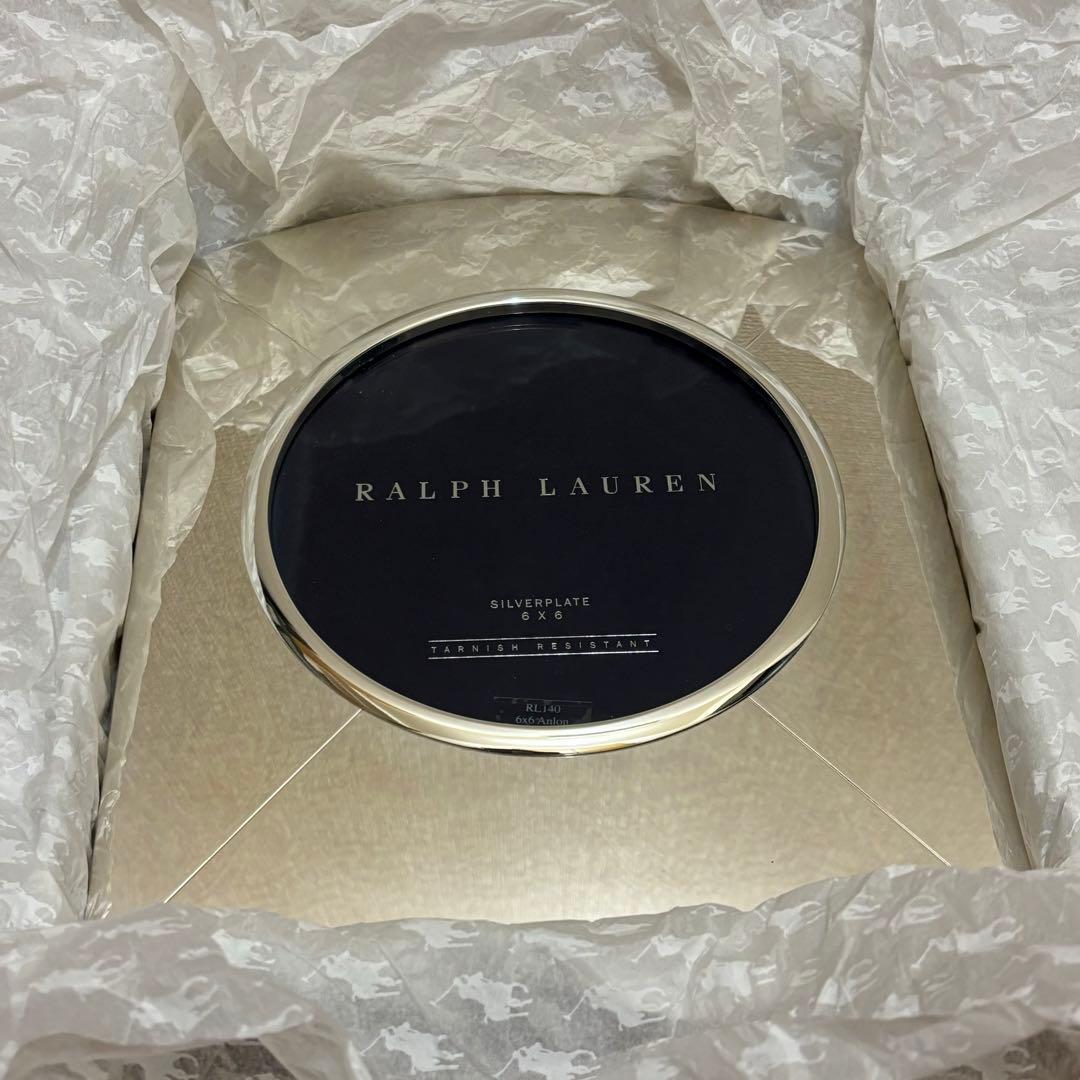 RALPH LAUREN
SILVERPLATE
6 X 6
TARNISH RESISTANT
RL140
6x6 Anlon